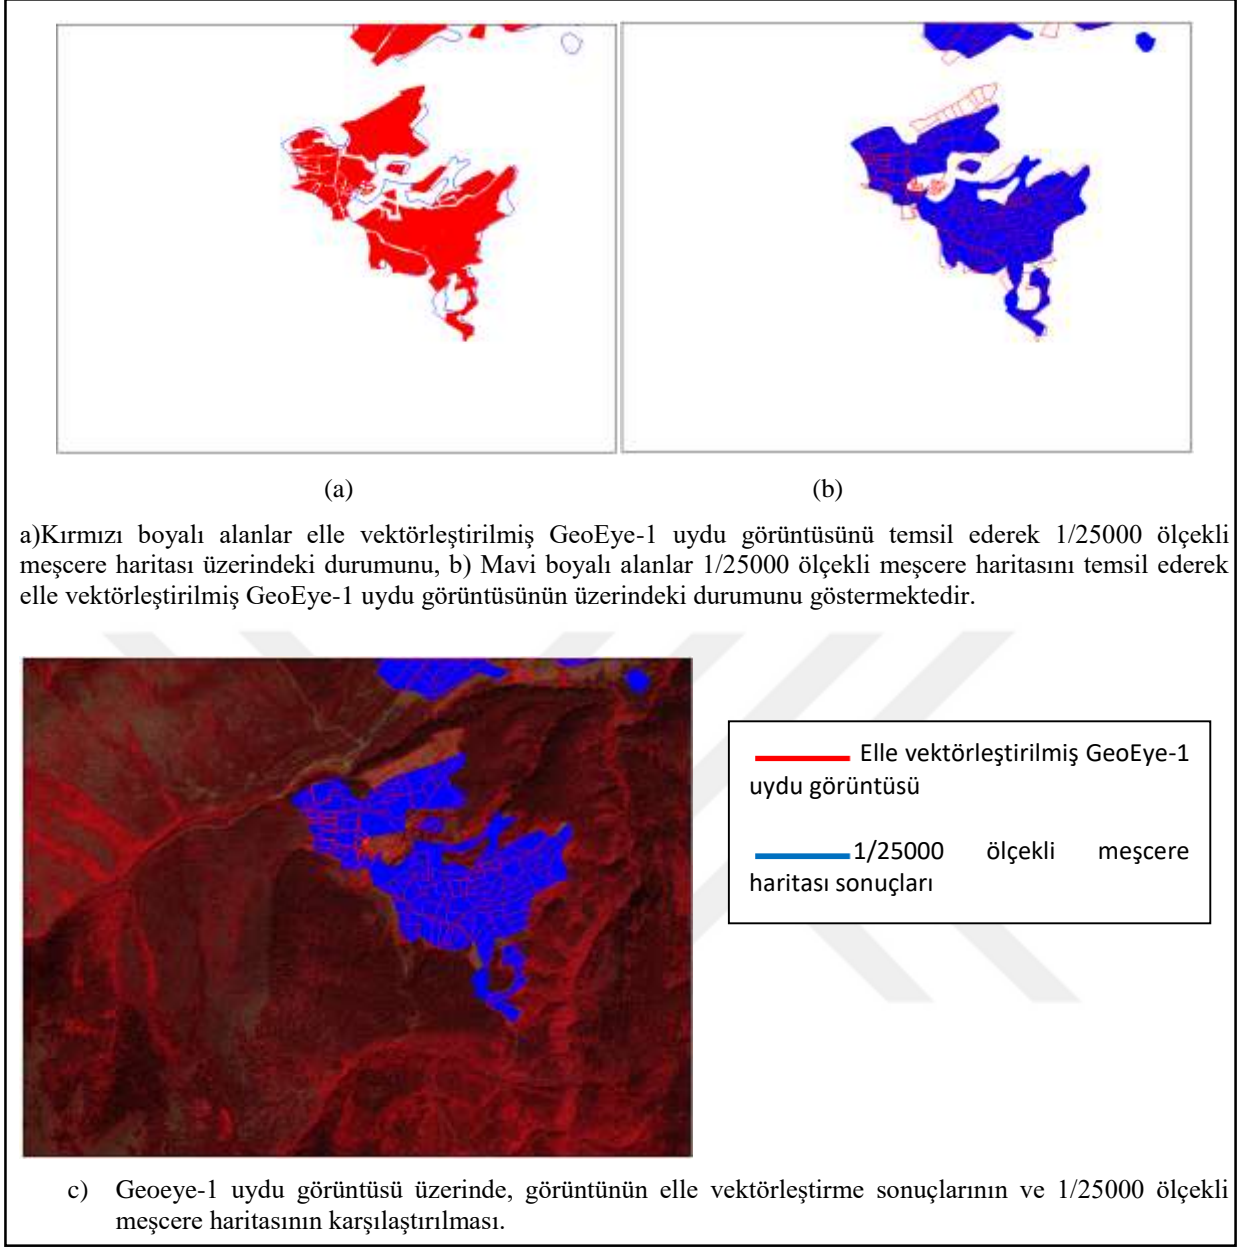 (a) (b)
a)Kırmızı boyalı alanlar elle vektörleştirilmiş GeoEye-1 uydu görüntüsünü temsil ederek 1/25000 ölçekli
meşcere haritası üzerindeki durumunu, b) Mavi boyalı alanlar 1/25000 ölçekli meşcere haritasını temsil ederek
elle vektörleştirilmiş GeoEye-1 uydu görüntüsünün üzerindeki durumunu göstermektedir.
Elle vektörleştirilmiş GeoEye-1
uydu görüntüsü
1/25000 ölçekli meşcere
haritası sonuçları
c) Geoeye-1 uydu görüntüsü üzerinde, görüntünün elle vektörleştirme sonuçlarının ve 1/25000 ölçekli
meşcere haritasının karşılaştırılması.